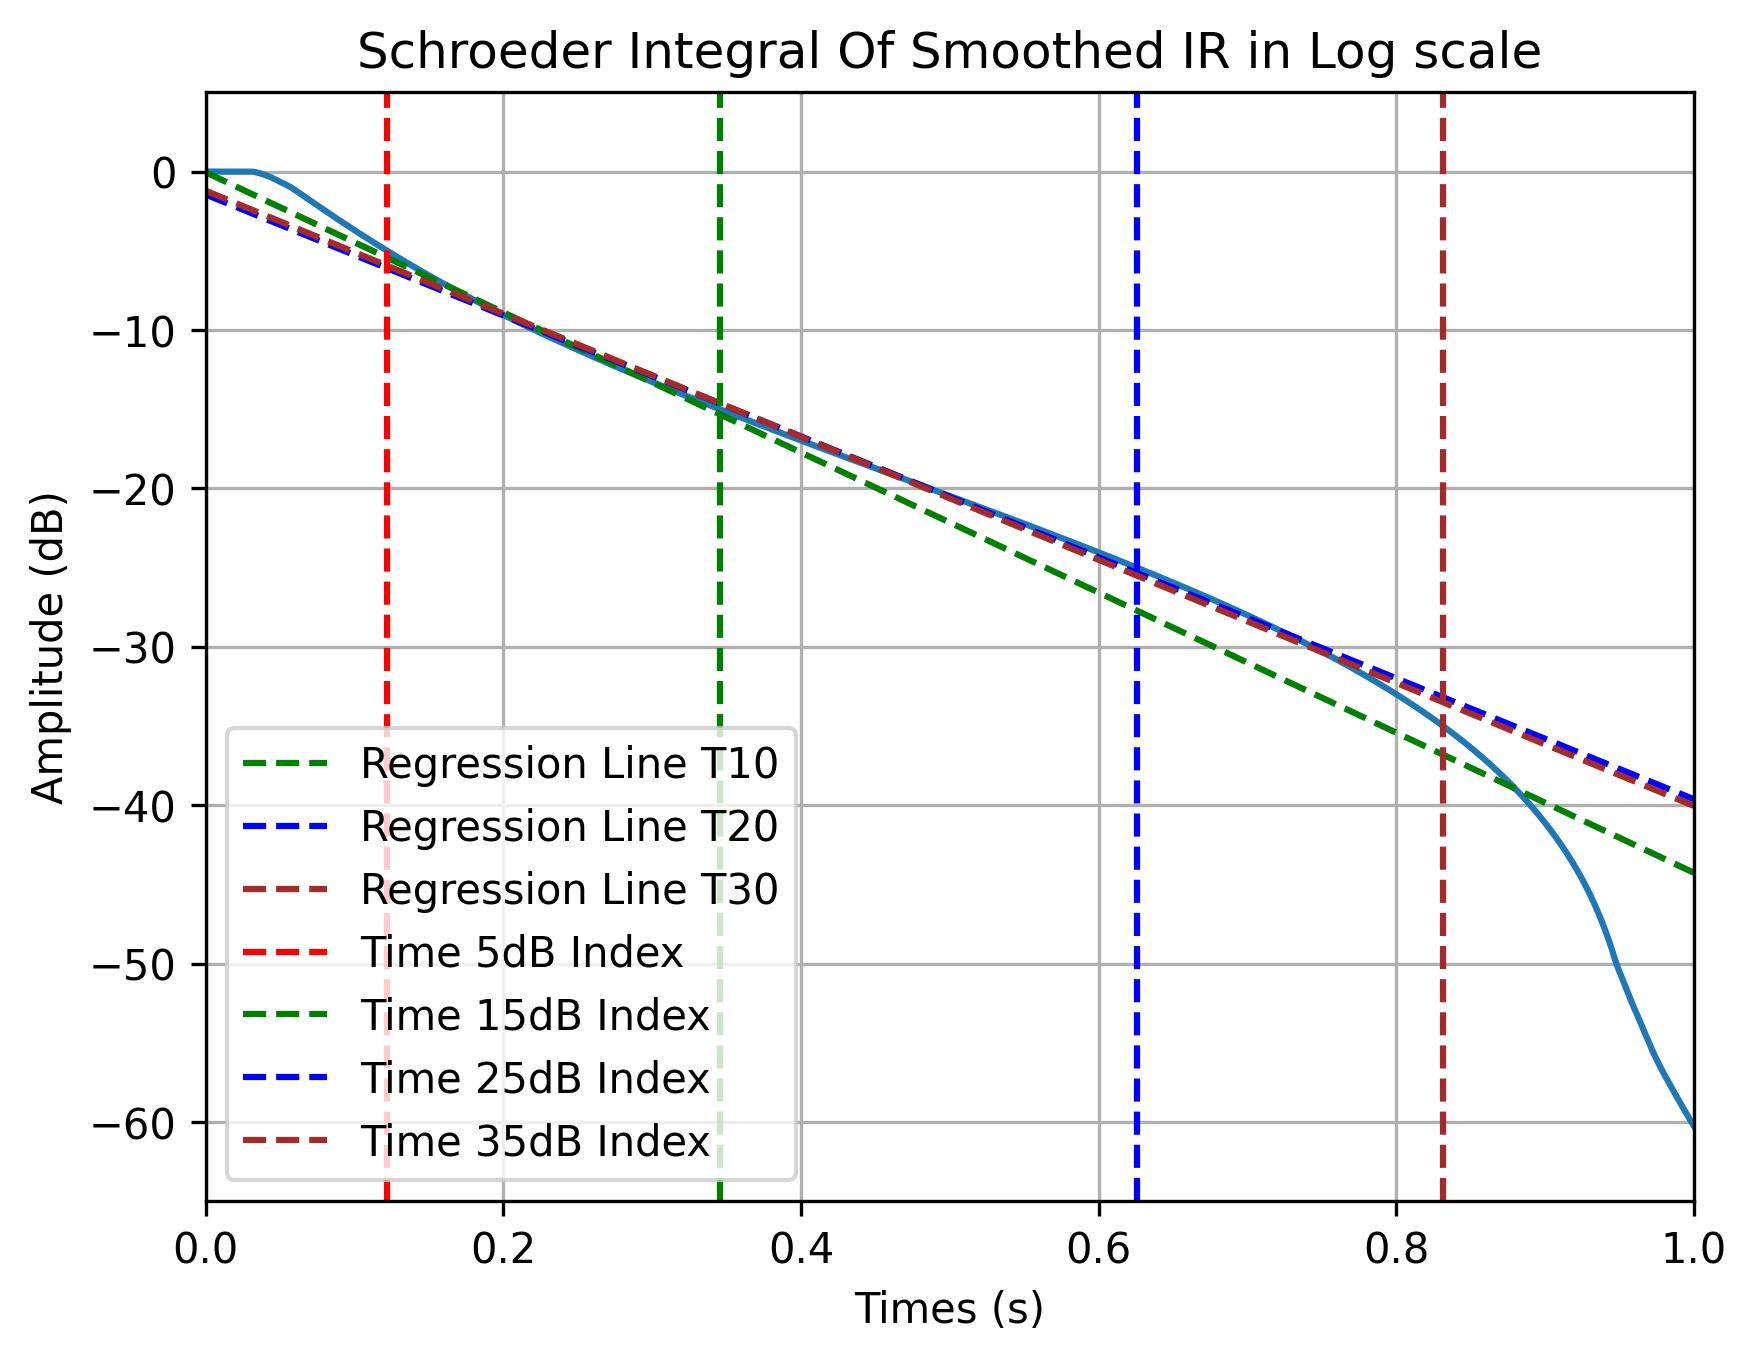 Schroeder Integral Of Smoothed IR in Log scale
Amplitude (dB)
0
−10
−20
−30
−40
−50
−60
Regression Line T10
Regression Line T20
Regression Line T30
Time 5dB Index
Time 15dB Index
Time 25dB Index
Time 35dB Index
0.0 0.2 0.4 0.6 0.8 1.0
Times (s)